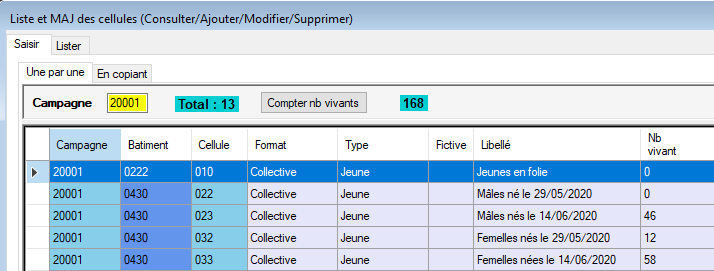 Liste et MAJ des cellules (Consulter/Ajouter/Modifier/Supprimer)
Saisir Lister
Une par une En copiant
Campagne 20001 Total : 13 Compter nb vivants 168
Campagne Batiment Cellule Format Type Fictive Libellé Nb vivant
20001 0222 010 Collective Jeune Jeunes en folie 0
20001 0430 022 Collective Jeune Mâles né le 29/05/2020 0
20001 0430 023 Collective Jeune Mâles nés le 14/06/2020 46
20001 0430 032 Collective Jeune Femelles nés le 29/05/2020 12
20001 0430 033 Collective Jeune Femelles nées le 14/06/2020 58